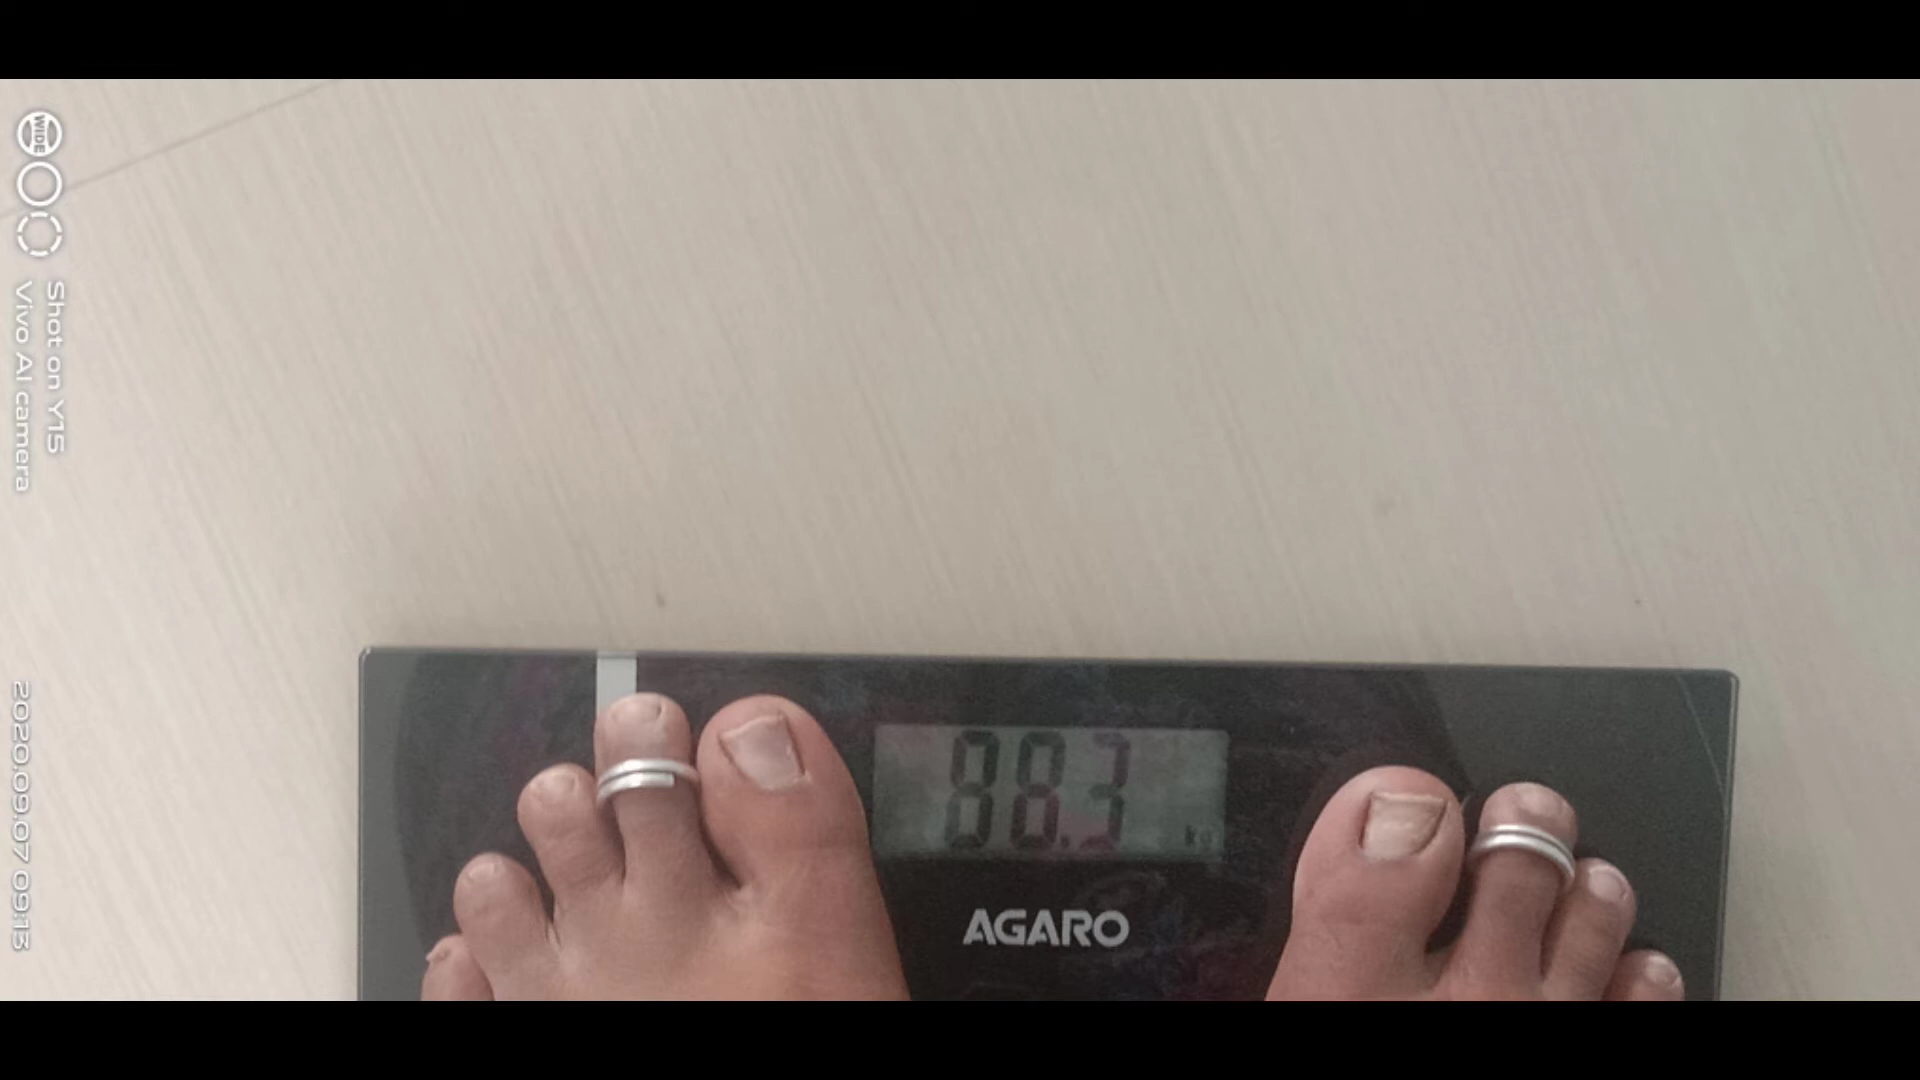 WIDE
Shot on Y15
Vivo AI camera
2020.09.07 09:13
88.3
kg
AGARO